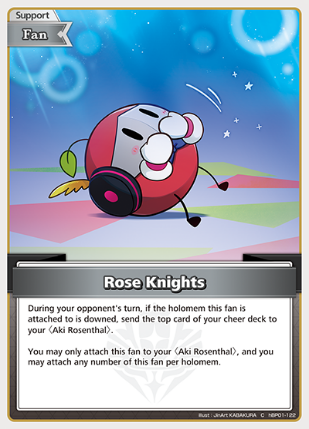 Support
Fan
Rose Knights
During your opponent's turn, if the holomem this fan is
attached to is downed, send the top card of your cheer deck to
your 〈Aki Rosenthal〉.
You may only attach this fan to your 〈Aki Rosenthal〉, and you
may attach any number of this fan per holomem.
illust : JinArt KABAKURA C hBP01-122